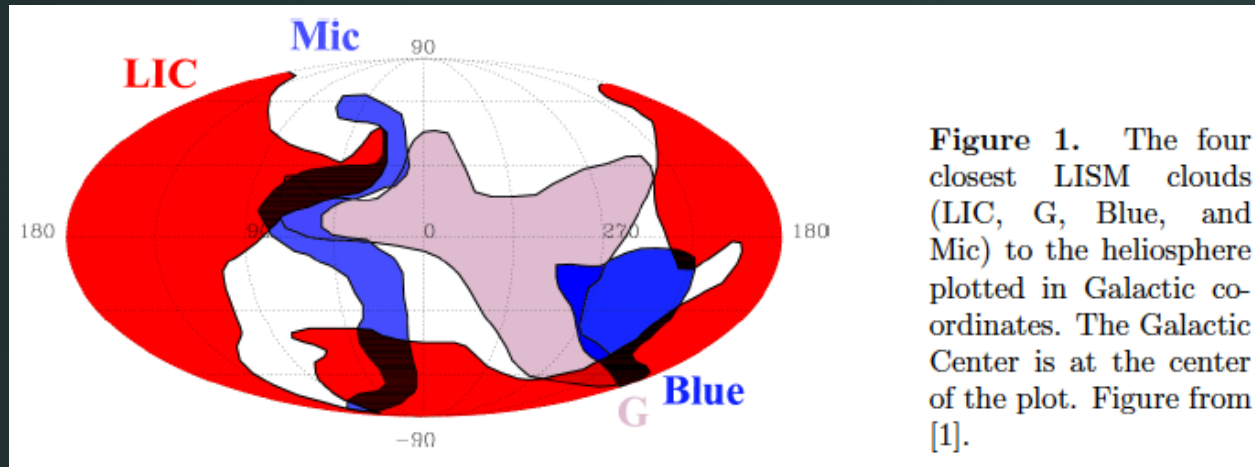 Mic
LIC
90
180
90
0
270
180
Blue
G
-90
Figure 1. The four
closest LISM clouds
(LIC, G, Blue, and
Mic) to the heliosphere
plotted in Galactic co-
ordinates. The Galactic
Center is at the center
of the plot. Figure from
[1].